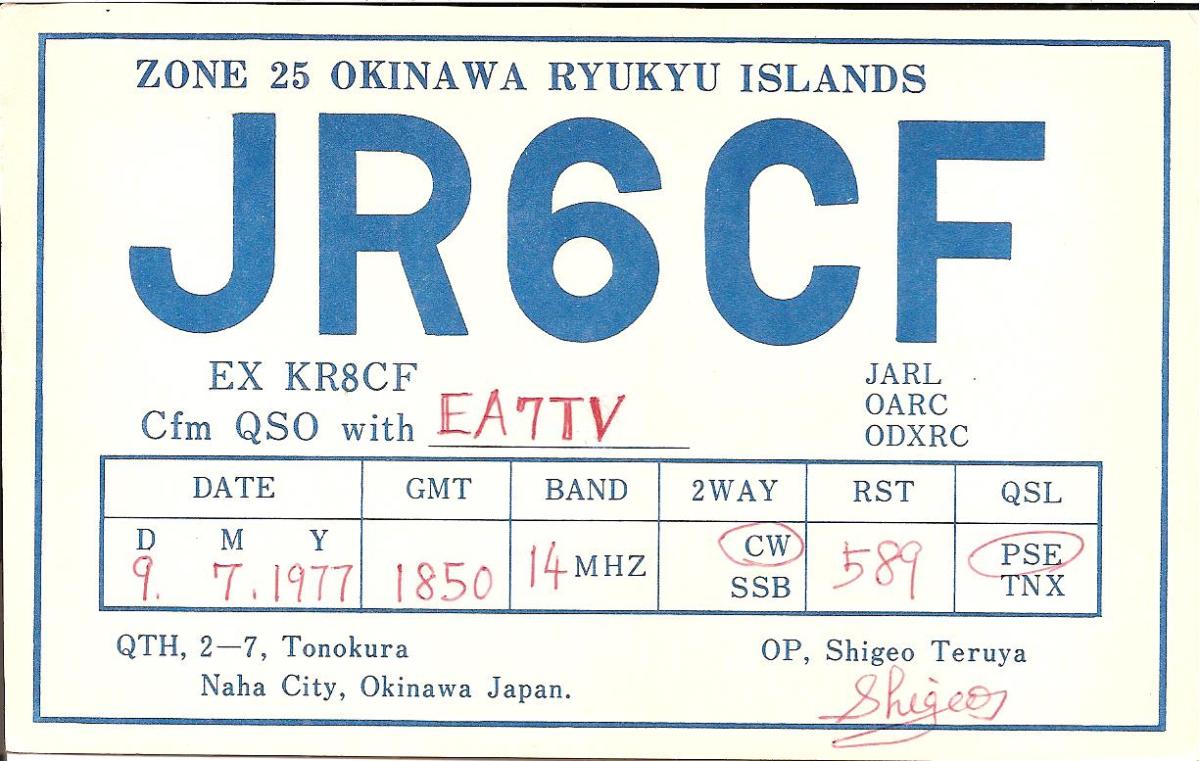 ZONE 25 OKINAWA RYUKYU ISLANDS
JR6CF
EX KR8CF
Cfm QSO with EA7TV
JARL
OARC
ODXRC
DATE GMT BAND 2WAY RST QSL
D M Y
9. 7. 1977 1850 14 MHZ CW SSB 589 PSE TNX
QTH, 2—7, Tonokura
Naha City, Okinawa Japan.
OP, Shigeo Teruya
Shigeo